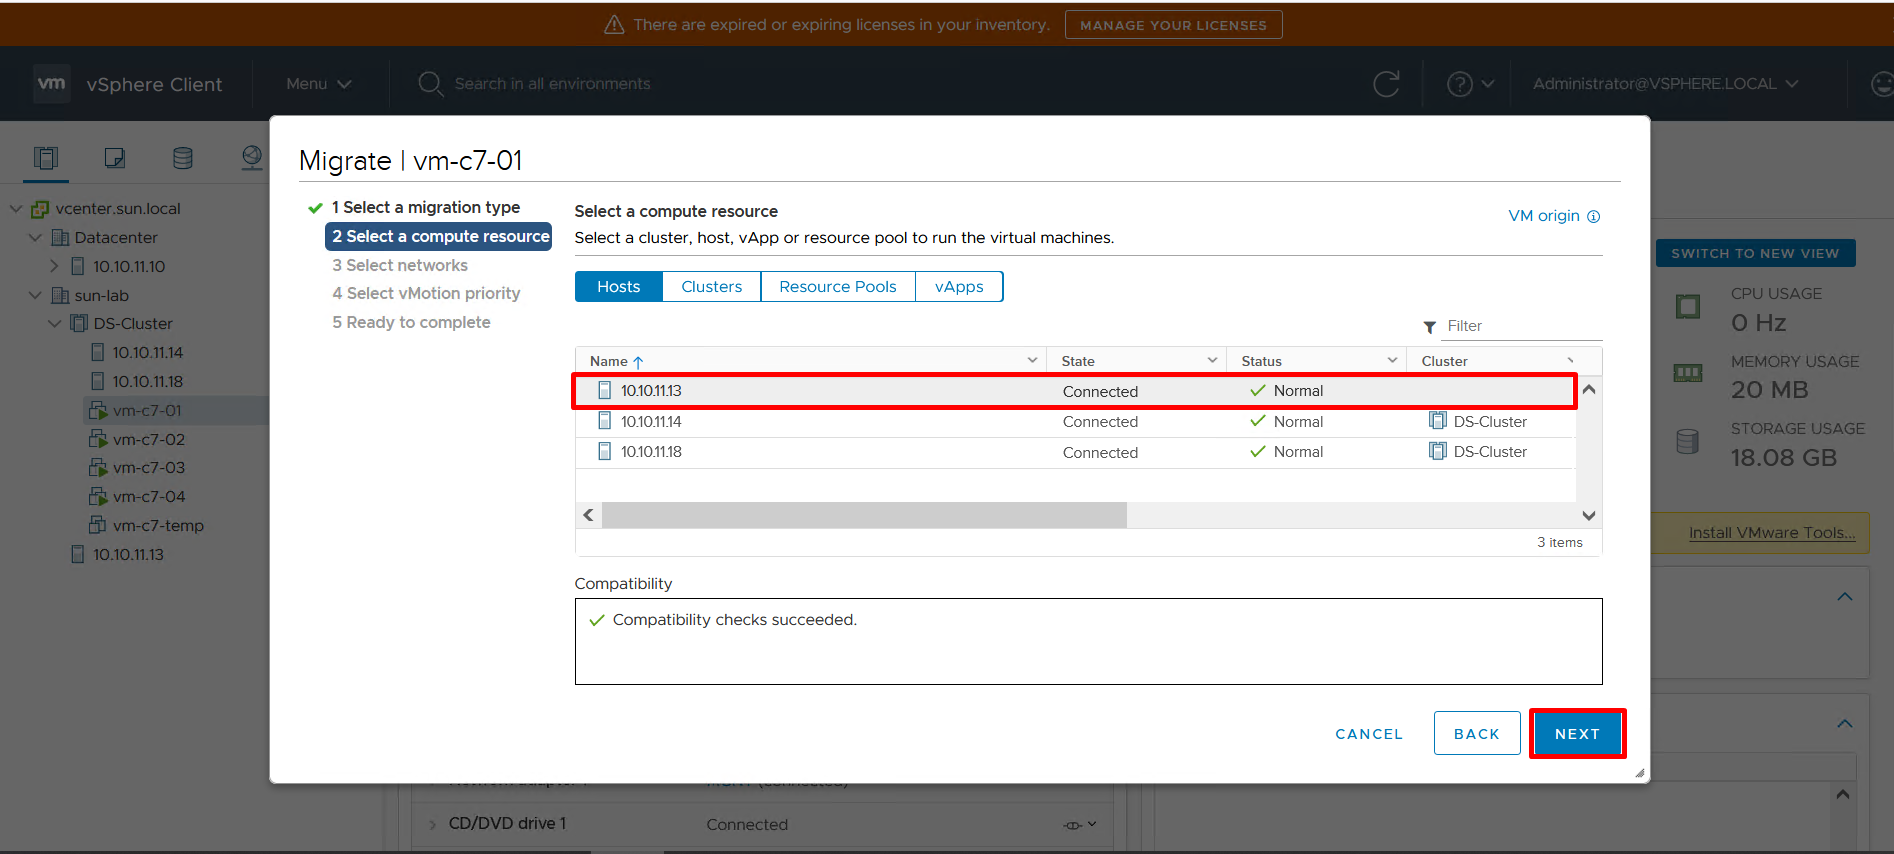 There are expired or expiring licenses in your inventory. MANAGE YOUR LICENSES
vm vSphere Client Menu Search in all environments Administrator@VSPHERE.LOCAL
Migrate | vm-c7-01
vcenter.sun.local
Datacenter
10.10.11.10
sun-lab
DS-Cluster
10.10.11.14
10.10.11.18
vm-c7-01
vm-c7-02
vm-c7-03
vm-c7-04
vm-c7-temp
10.10.11.13
1 Select a migration type
2 Select a compute resource
3 Select networks
4 Select vMotion priority
5 Ready to complete
Select a compute resource
VM origin
Select a cluster, host, vApp or resource pool to run the virtual machines.
Hosts Clusters Resource Pools vApps
Filter
Name State Status Cluster
10.10.11.13 Connected Normal
10.10.11.14 Connected Normal DS-Cluster
10.10.11.18 Connected Normal DS-Cluster
3 items
Compatibility
Compatibility checks succeeded.
CANCEL BACK NEXT
SWITCH TO NEW VIEW
CPU USAGE
0 Hz
MEMORY USAGE
20 MB
STORAGE USAGE
18.08 GB
Install VMware Tools...
CD/DVD drive 1 Connected